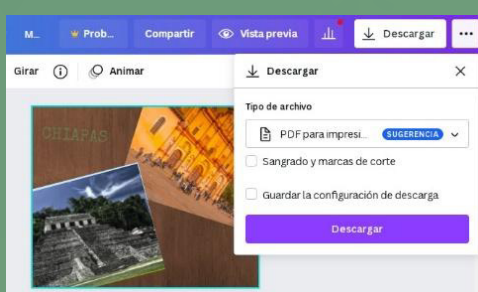 M... Prob... Compartir Vista previa Descargar ...
Girar Animar
Descargar
Tipo de archivo
PDF para impresi... SUGERENCIA
Sangrado y marcas de corte
Guardar la configuración de descarga
Descargar
CHIAPAS